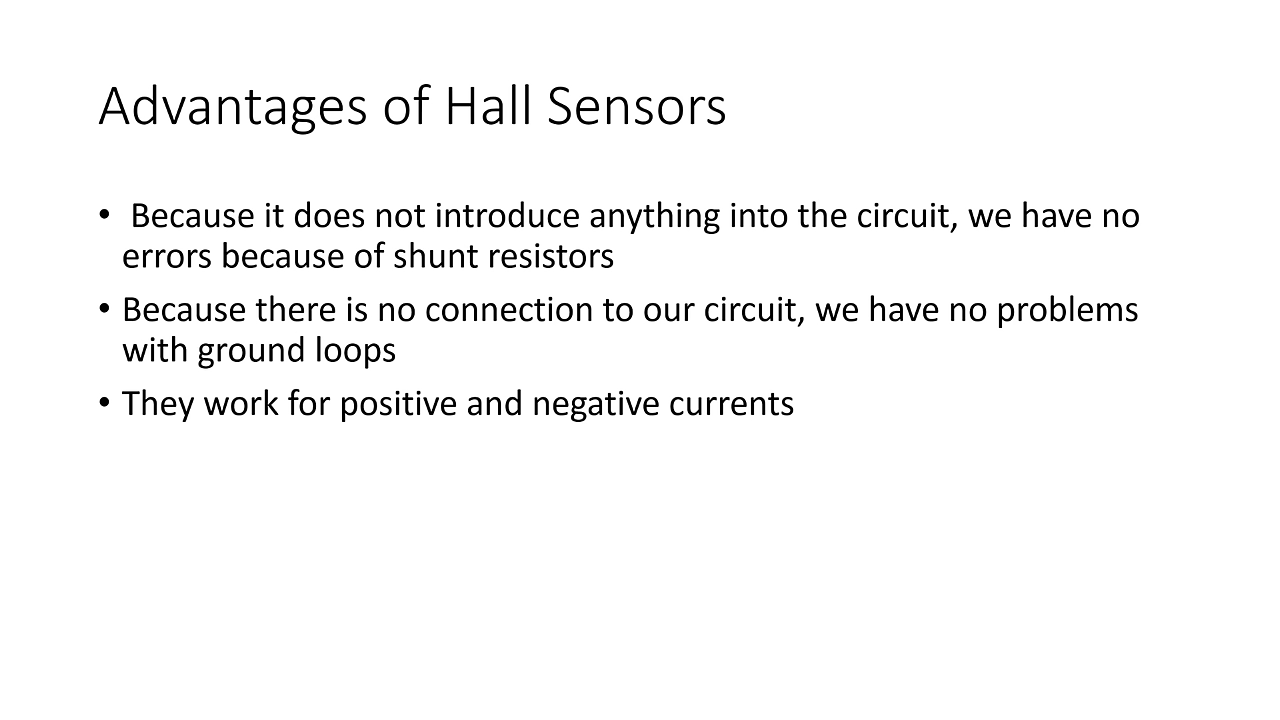 Advantages of Hall Sensors
• Because it does not introduce anything into the circuit, we have no
errors because of shunt resistors
• Because there is no connection to our circuit, we have no problems
with ground loops
• They work for positive and negative currents